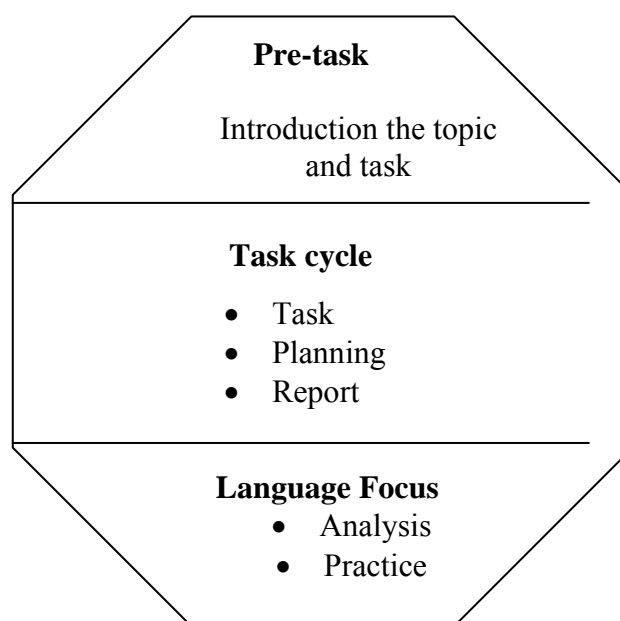 Pre-task
Introduction the topic
and task
Task cycle
• Task
• Planning
• Report
Language Focus
• Analysis
• Practice